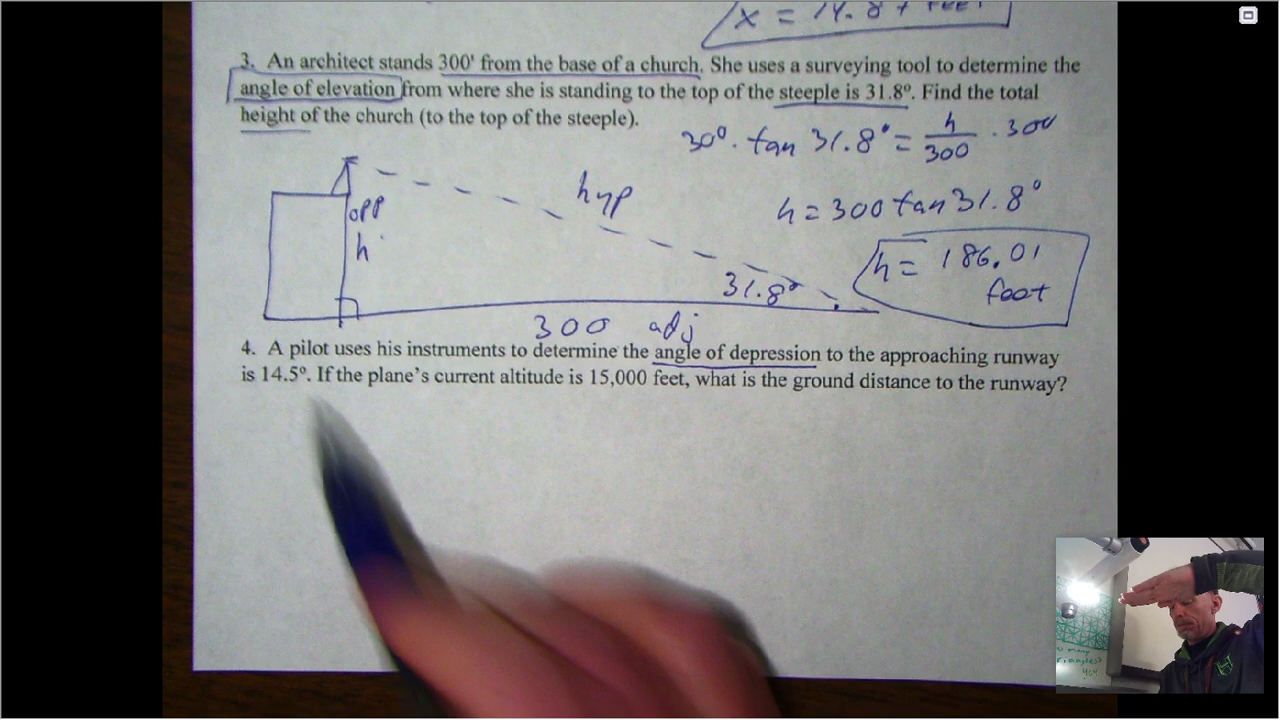 x = 14.87 FEET
3. An architect stands 300' from the base of a church. She uses a surveying tool to determine the
angle of elevation from where she is standing to the top of the steeple is 31.8º. Find the total
height of the church (to the top of the steeple).
300. tan 31.8° = h/300 . 300
opp
hyp
h = 300 tan 31.8°
h
31.8°
h = 186.01
foot
300 adj
4. A pilot uses his instruments to determine the angle of depression to the approaching runway
is 14.5º. If the plane's current altitude is 15,000 feet, what is the ground distance to the runway?